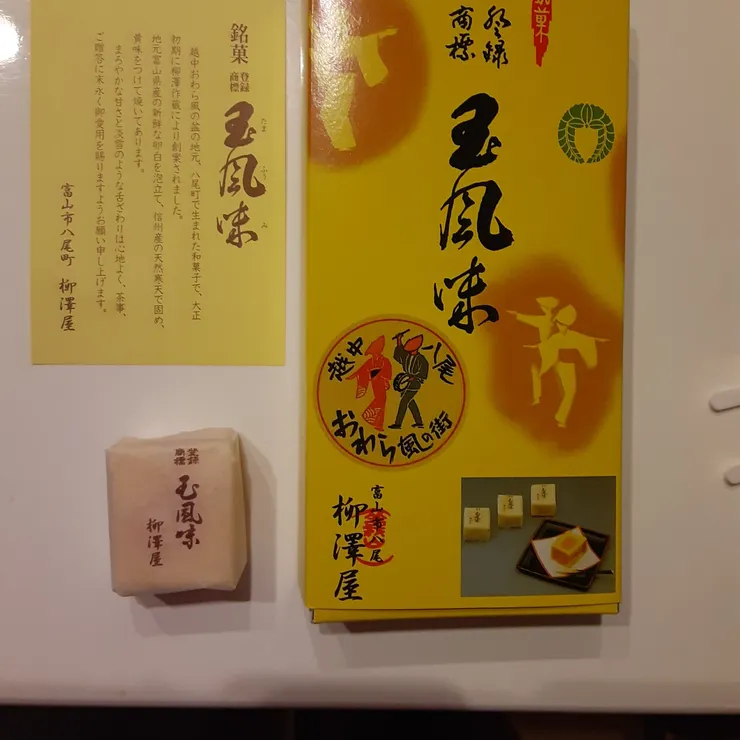 銘菓
登録
商標
玉風味
越中おわら風の盆の地元、八尾町で生まれた和菓子で、大正
初期に柳澤作蔵により創案されました。
地元富山県産の新鮮な卵白を泡立て、信州産の天然寒天で固め、
黄味をつけて焼いてあります。
まろやかな甘さと淡雪のような舌ざわりは心地よく、茶事、
ご贈答に末永く御愛用を賜りますようお願い申し上げます。
富山市八尾町 柳澤屋
菓
登録
商標
玉風味
越中
八尾
おわら風の街
富山市八尾
柳澤屋
登録
商標
玉風味
柳澤屋